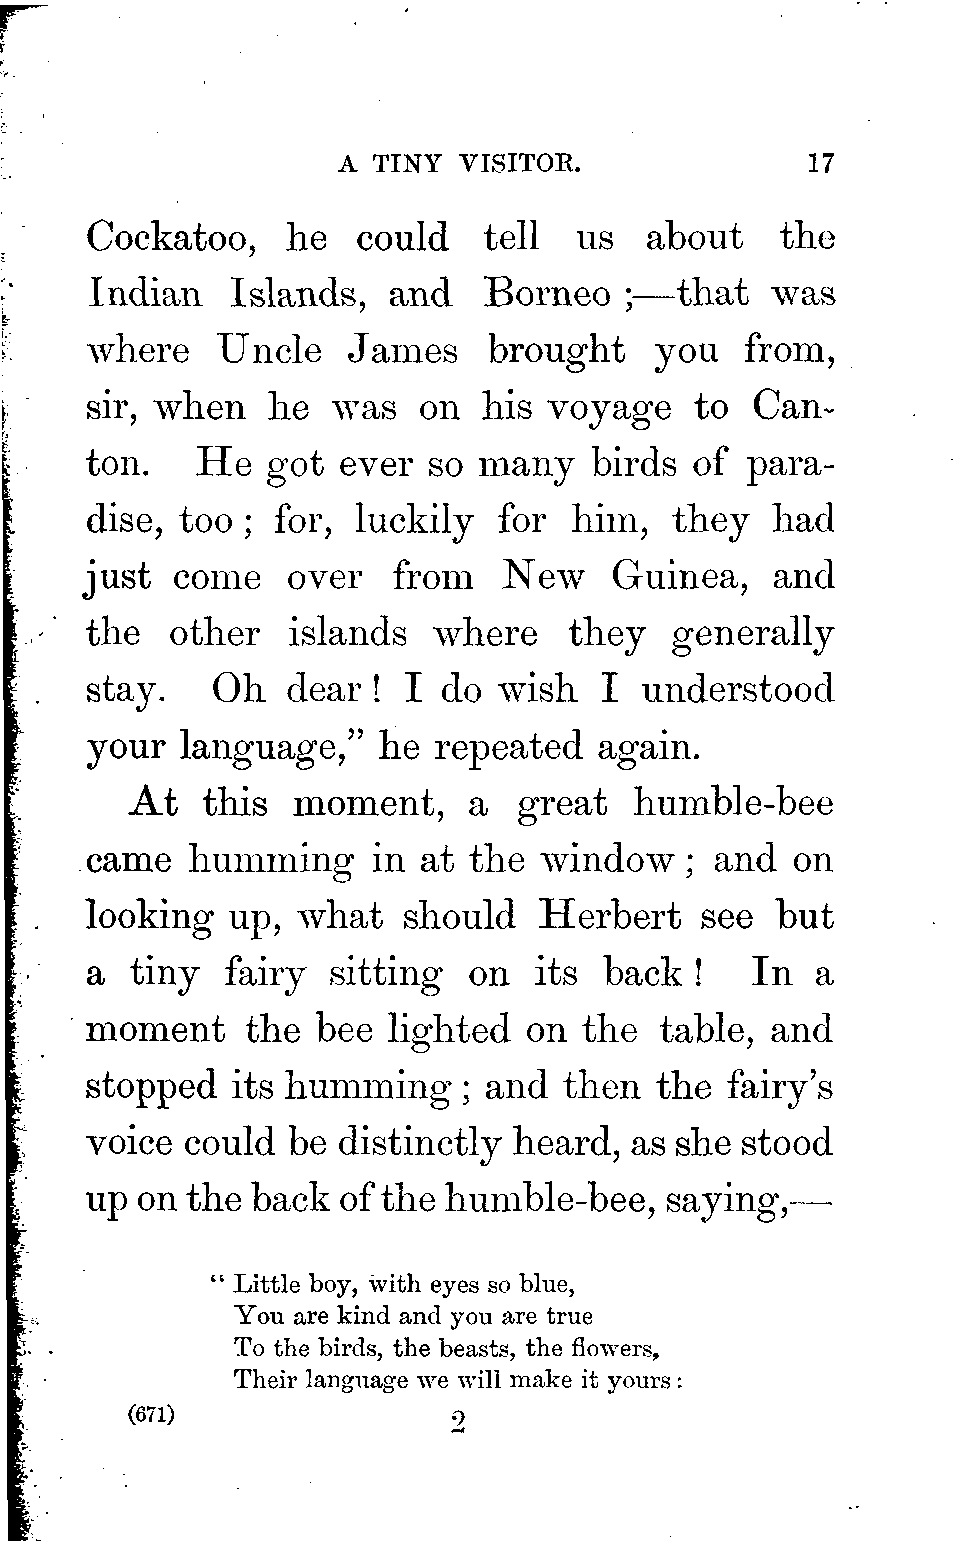 A TINY VISITOR. 17
Cockatoo, he could tell us about the
Indian Islands, and Borneo ;—that was
where Uncle James brought you from,
sir, when he was on his voyage to Can-
ton. He got ever so many birds of para-
dise, too ; for, luckily for him, they had
just come over from New Guinea, and
the other islands where they generally
stay. Oh dear ! I do wish I understood
your language,” he repeated again.
At this moment, a great humble-bee
came humming in at the window ; and on
looking up, what should Herbert see but
a tiny fairy sitting on its back ! In a
moment the bee lighted on the table, and
stopped its humming ; and then the fairy’s
voice could be distinctly heard, as she stood
up on the back of the humble-bee, saying,—
“ Little boy, with eyes so blue,
You are kind and you are true
To the birds, the beasts, the flowers,
Their language we will make it yours :
(671) 2